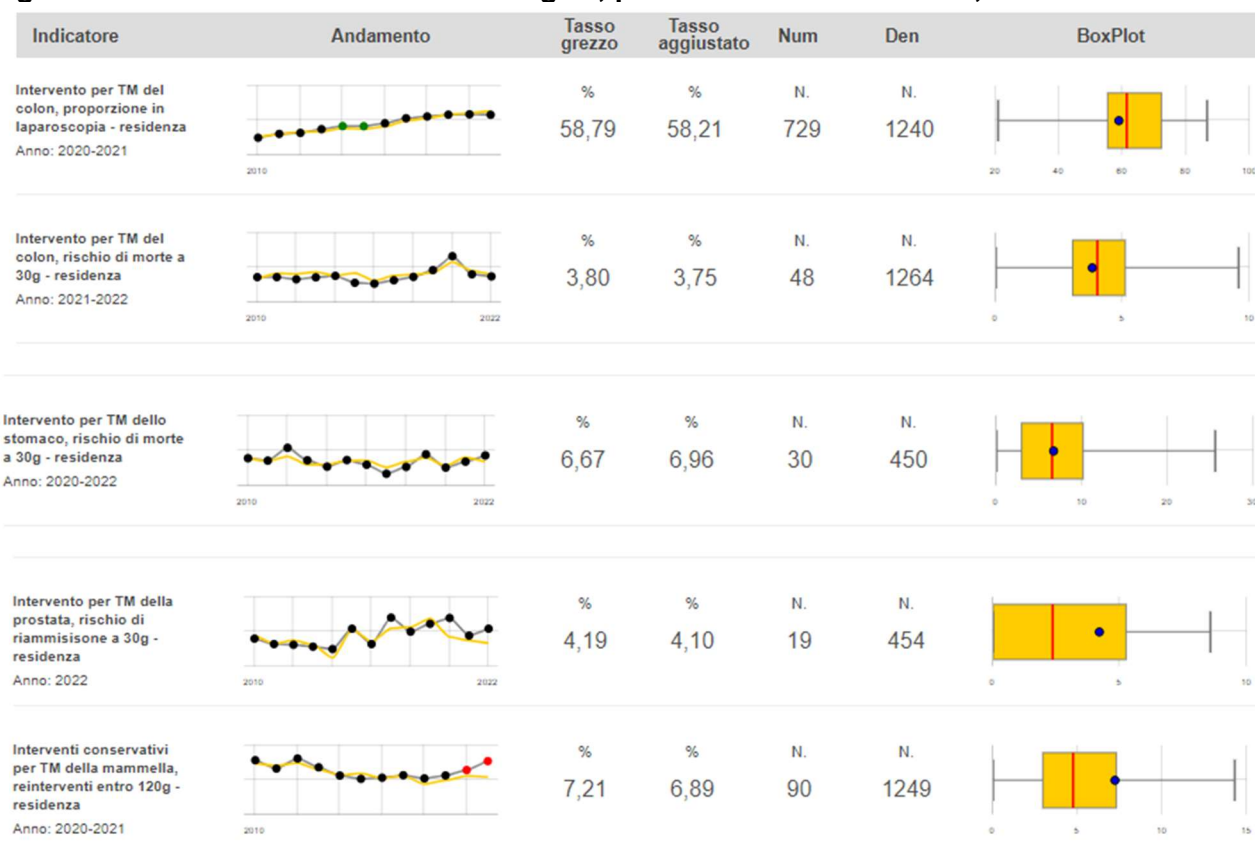 Indicatore Andamento Tasso grezzo Tasso aggiustato Num Den BoxPlot
Intervento per TM del
colon, proporzione in
laparoscopia - residenza
Anno: 2020-2021
2010
% % N. N.
58,79 58,21 729 1240
20 40 60 80 100
Intervento per TM del
colon, rischio di morte a
30g - residenza
Anno: 2021-2022
2010 2022
% % N. N.
3,80 3,75 48 1264
0 5 10
Intervento per TM dello
stomaco, rischio di morte
a 30g - residenza
Anno: 2020-2022
2010 2022
% % N. N.
6,67 6,96 30 450
0 10 20 30
Intervento per TM della
prostata, rischio di
riammisisone a 30g -
residenza
Anno: 2022
2010 2022
% % N. N.
4,19 4,10 19 454
0 5 10
Interventi conservativi
per TM della mammella,
reinterventi entro 120g -
residenza
Anno: 2020-2021
2010
% % N. N.
7,21 6,89 90 1249
0 5 10 15